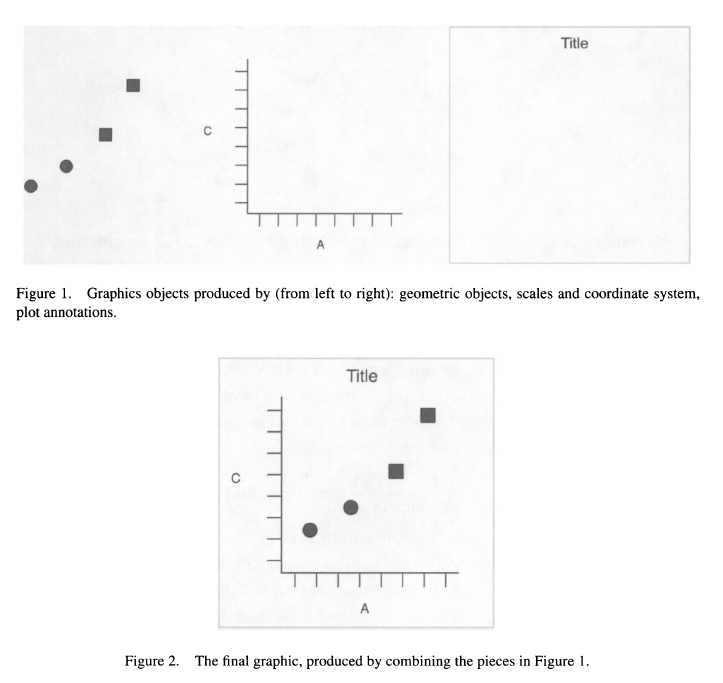 Title
C
A
Figure 1. Graphics objects produced by (from left to right): geometric objects, scales and coordinate system,
plot annotations.
Title
C
A
Figure 2. The final graphic, produced by combining the pieces in Figure 1.